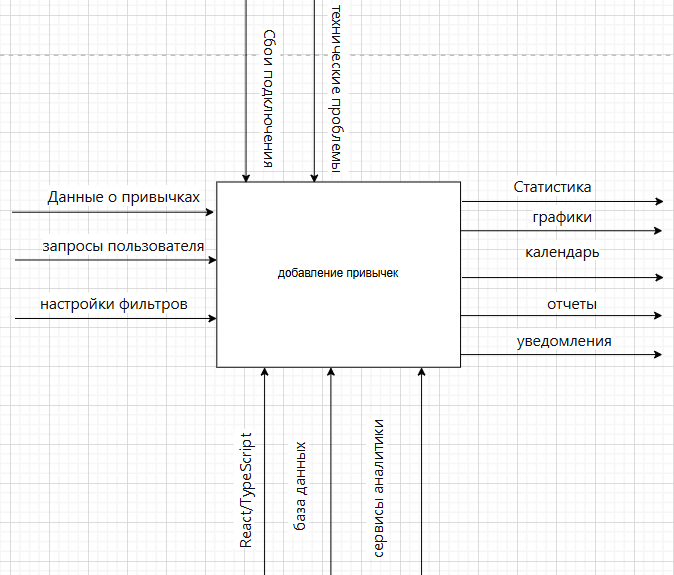 Сбои подключения
технические проблемы
Данные о привычках
запросы пользователя
настройки фильтров
добавление привычек
Статистика
графики
календарь
отчеты
уведомления
React/TypeScript
база данных
сервисы аналитики